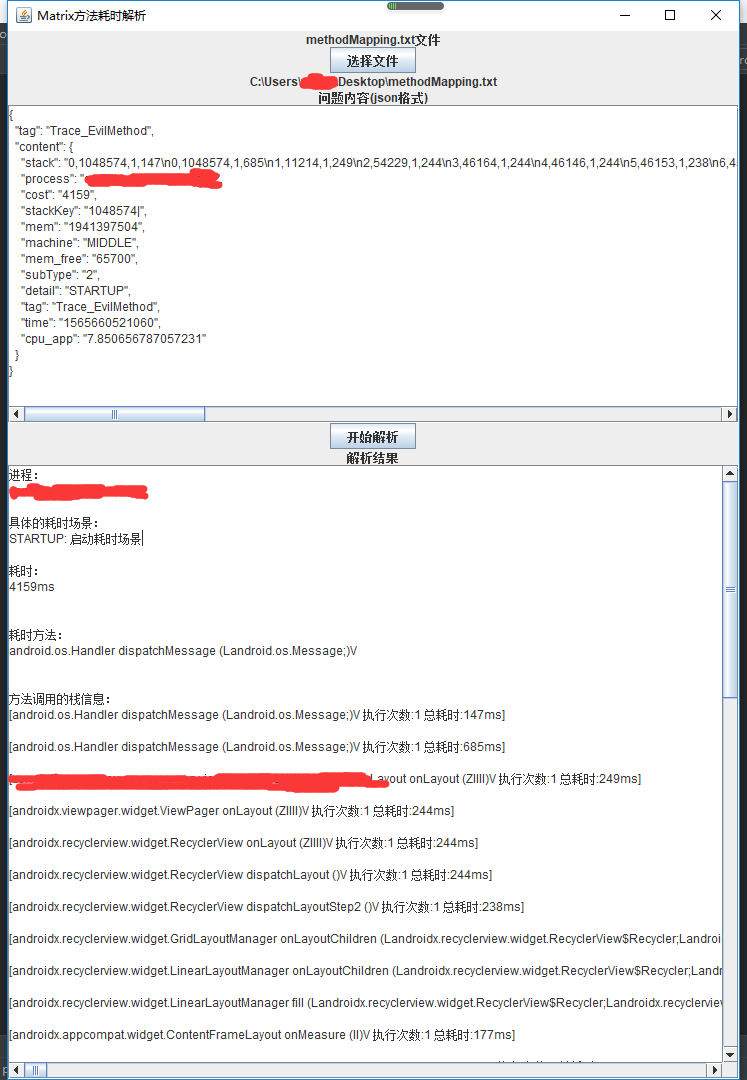 Matrix方法耗时解析
methodMapping.txt文件
选择文件
C:\Users\ Desktop\methodMapping.txt
问题内容(json格式)
{
"tag": "Trace_EvilMethod",
"content": {
"stack": "0,1048574,1,147\n0,1048574,1,685\n1,11214,1,249\n2,54229,1,244\n3,46164,1,244\n4,46146,1,244\n5,46153,1,238\n6,4
"process": "
"cost": "4159",
"stackKey": "1048574|",
"mem": "1941397504",
"machine": "MIDDLE",
"mem_free": "65700",
"subType": "2",
"detail": "STARTUP",
"tag": "Trace_EvilMethod",
"time": "1565660521060",
"cpu_app": "7.850656787057231"
}
}
开始解析
解析结果
进程:
具体的耗时场景:
STARTUP: 启动耗时场景
耗时:
4159ms
耗时方法:
android.os.Handler dispatchMessage (Landroid.os.Message;)V
方法调用的栈信息:
[android.os.Handler dispatchMessage (Landroid.os.Message;)V 执行次数:1 总耗时:147ms]
[android.os.Handler dispatchMessage (Landroid.os.Message;)V 执行次数:1 总耗时:685ms]
[ Layout onLayout (ZIIII)V 执行次数:1 总耗时:249ms]
[androidx.viewpager.widget.ViewPager onLayout (ZIIII)V 执行次数:1 总耗时:244ms]
[androidx.recyclerview.widget.RecyclerView onLayout (ZIIII)V 执行次数:1 总耗时:244ms]
[androidx.recyclerview.widget.RecyclerView dispatchLayout ()V 执行次数:1 总耗时:244ms]
[androidx.recyclerview.widget.RecyclerView dispatchLayoutStep2 ()V 执行次数:1 总耗时:238ms]
[androidx.recyclerview.widget.GridLayoutManager onLayoutChildren (Landroidx.recyclerview.widget.RecyclerView$Recycler;Landroi
[androidx.recyclerview.widget.LinearLayoutManager onLayoutChildren (Landroidx.recyclerview.widget.RecyclerView$Recycler;Landr
[androidx.recyclerview.widget.LinearLayoutManager fill (Landroidx.recyclerview.widget.RecyclerView$Recycler;Landroidx.recyclerview
[androidx.appcompat.widget.ContentFrameLayout onMeasure (II)V 执行次数:1 总耗时:177ms]